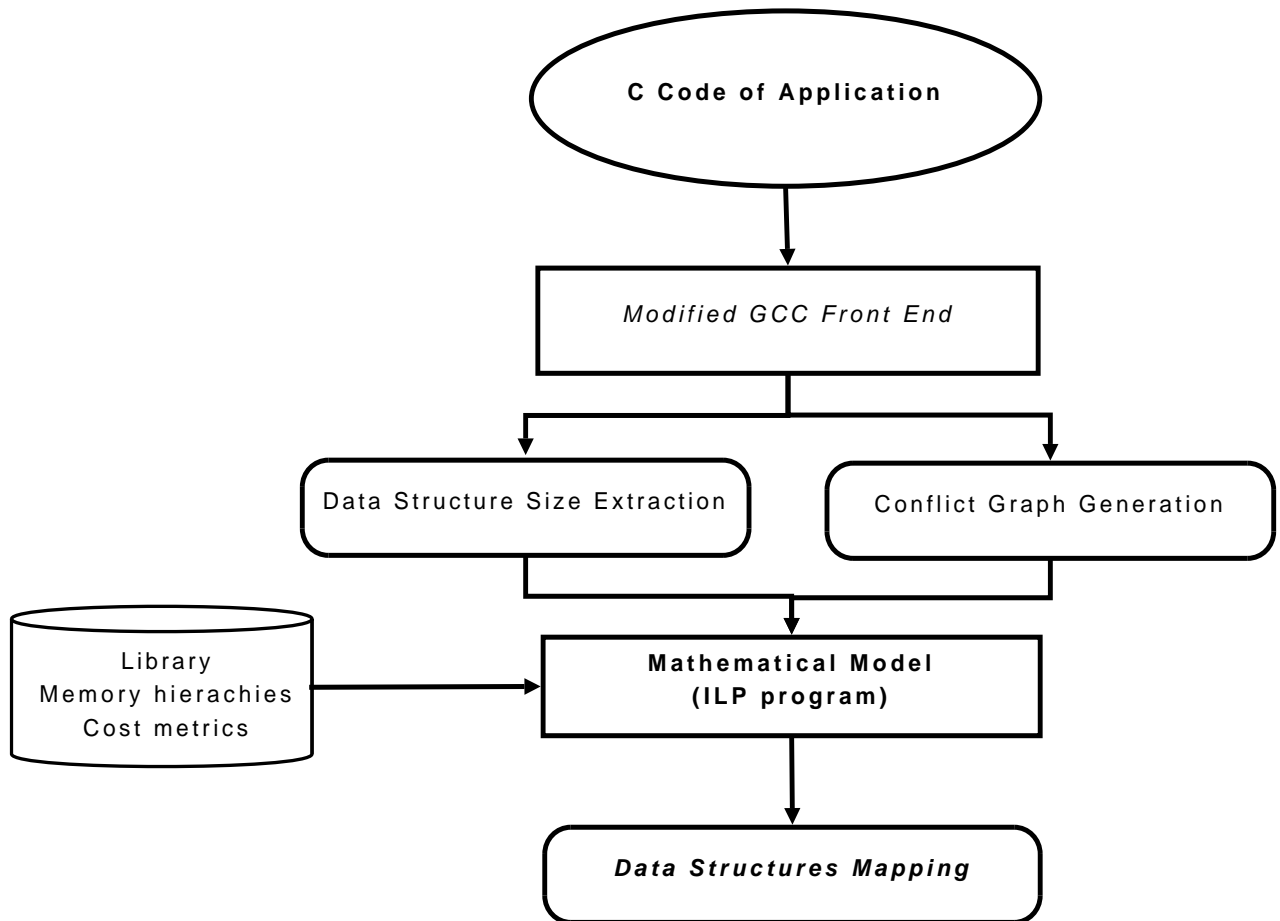 C Code of Application
Modified GCC Front End
Data Structure Size Extraction
Conflict Graph Generation
Library
Memory hierachies
Cost metrics
Mathematical Model
(ILP program)
Data Structures Mapping